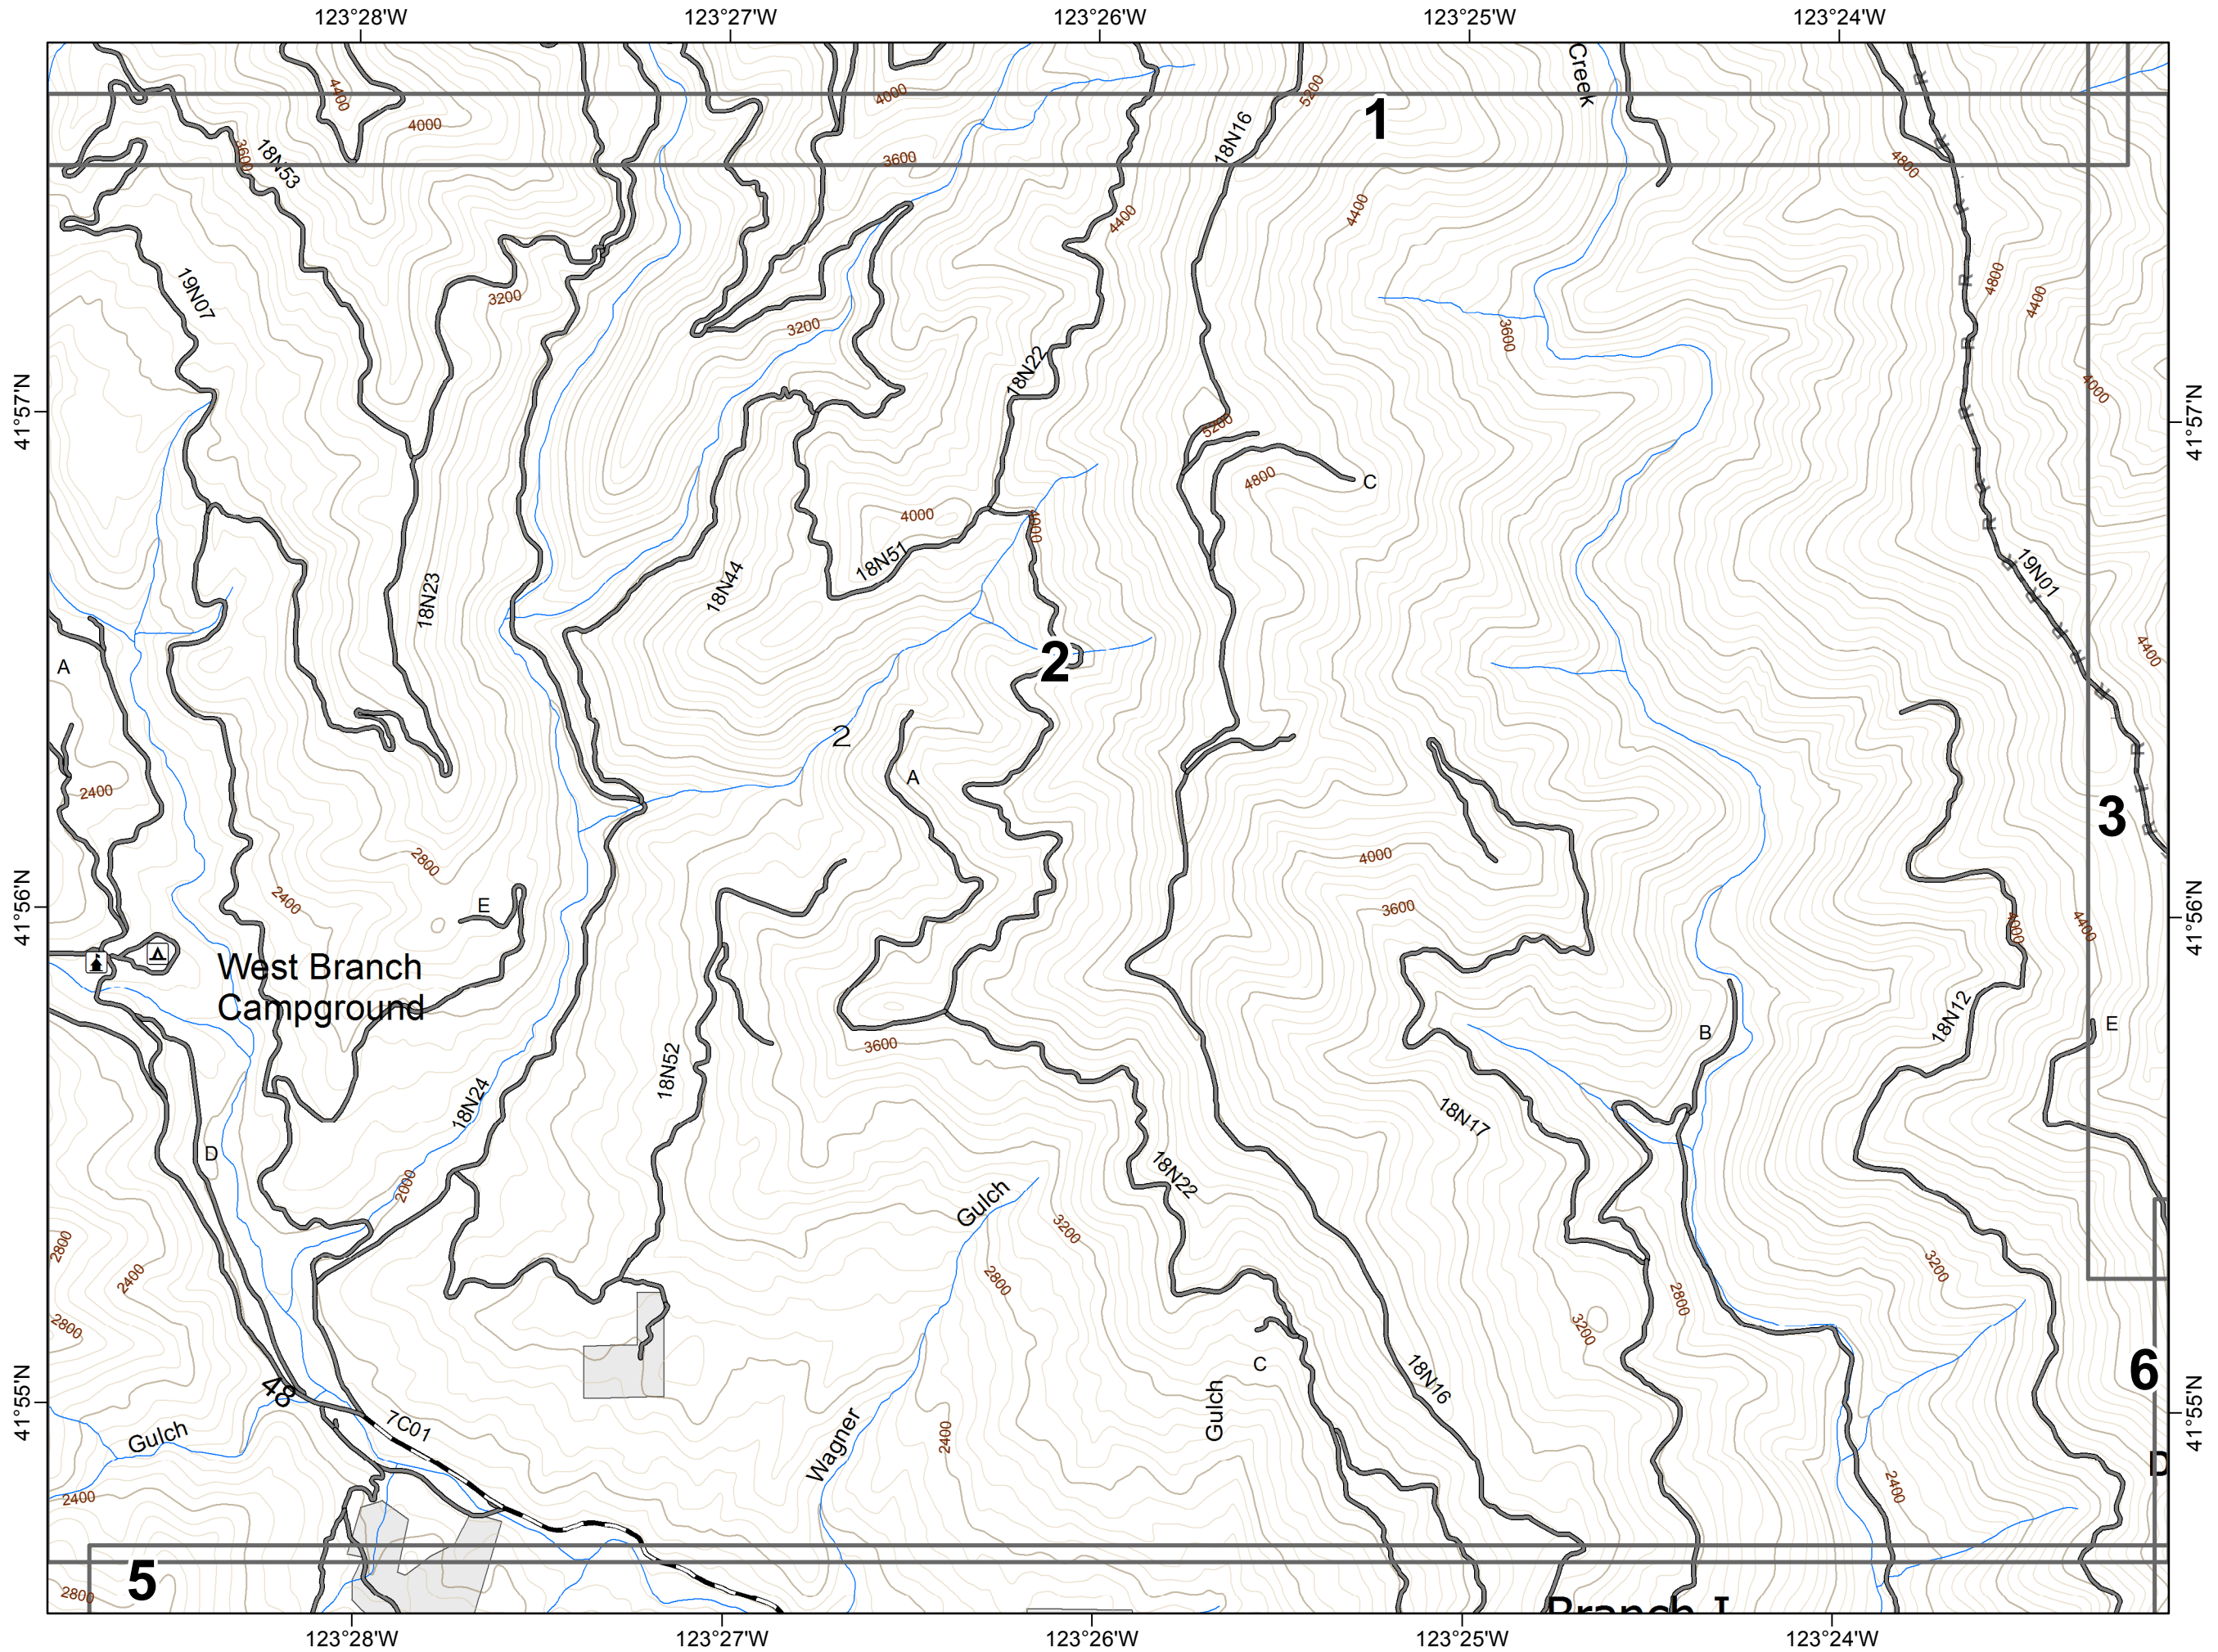 123°28'W
123°27'W
123°26'W
123°25'W
123°24'W
Creek
4400
4000
4000
5200
1
18N16
3600
18N53
3600
4800
4400
4400
19N07
3200
3200
4800
4400
3600
18N22
41°57'N
41°57'N
4000
5200
4800
C
4000
4000
18N51
18N44
18N23
19N01
R R R R R R R R R R R R R R R R R R
A
2
4400
2
A
2400
3
4000
2800
2400
E
3600
41°56'N
41°56'N
4000
4400
West Branch
Campground
18N12
E
B
3600
18N52
18N24
18N17
D
2000
18N22
Gulch
3200
2800
2400
2800
3200
2800
3200
2800
C
6
18N16
48
41°55'N
41°55'N
7C01
Gulch
Gulch
Wagner
2400
D
2400
2400
5
2800
Branch I
123°28'W
123°27'W
123°26'W
123°25'W
123°24'W